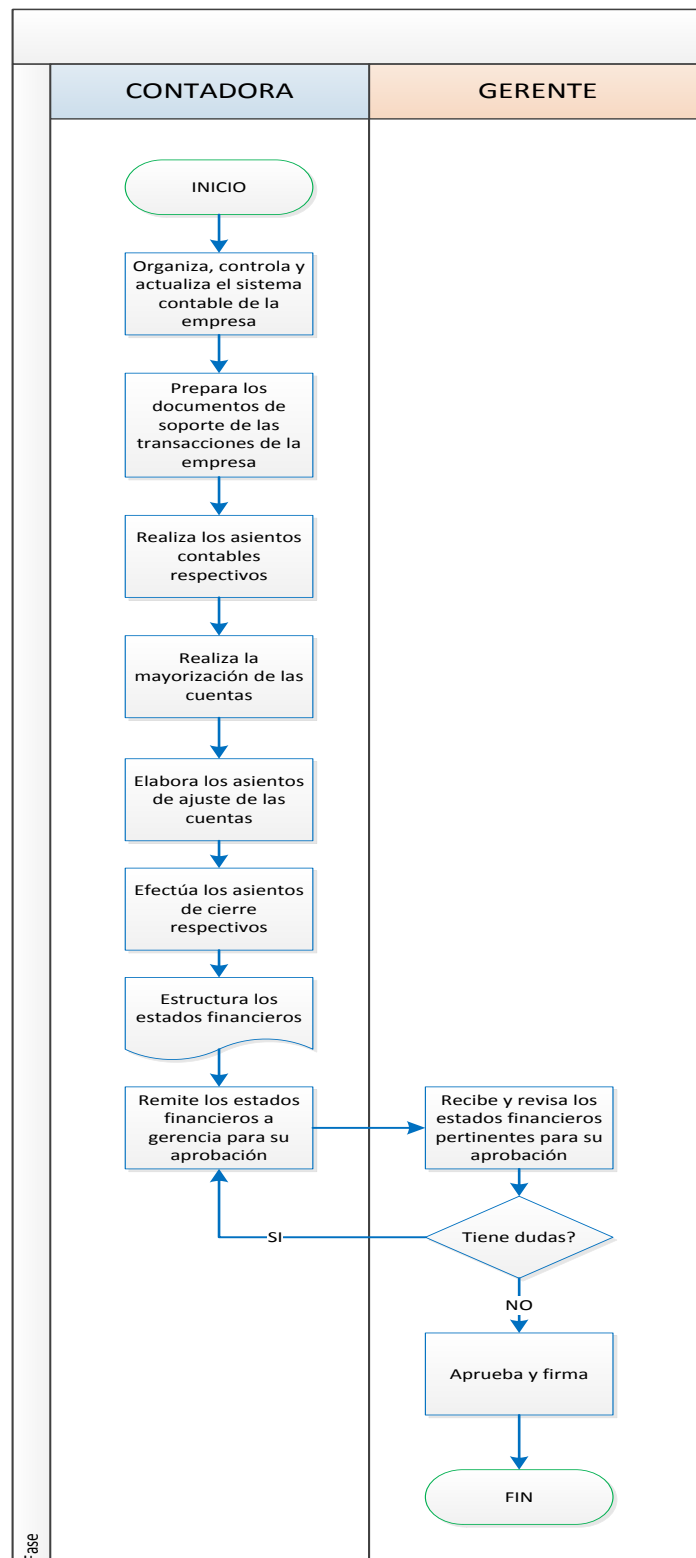 CONTADORA
GERENTE
INICIO
Organiza, controla y
actualiza el sistema
contable de la
empresa
Prepara los
documentos de
soporte de las
transacciones de la
empresa
Realiza los asientos
contables
respectivos
Realiza la
mayorización de las
cuentas
Elabora los asientos
de ajuste de las
cuentas
Efectúa los asientos
de cierre
respectivos
Estructura los
estados financieros
Remite los estados
financieros a
gerencia para su
aprobación
Recibe y revisa los
estados financieros
pertinentes para su
aprobación
Tiene dudas?
SI
NO
Aprueba y firma
FIN
Fase